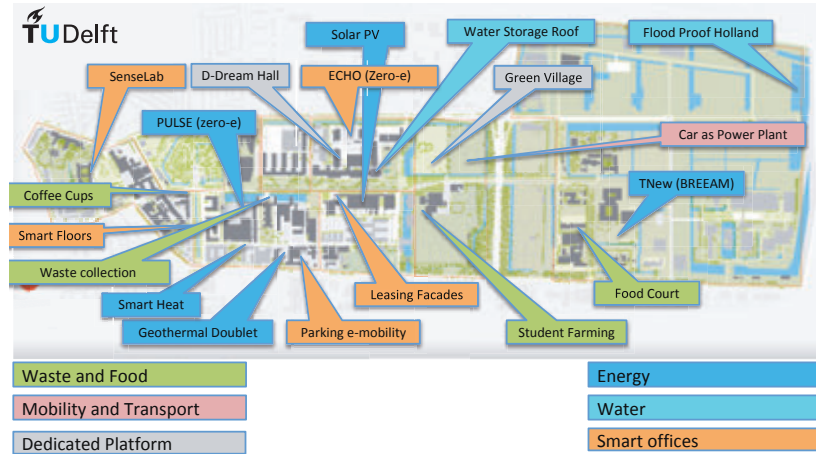 TUDelft
Solar PV
Water Storage Roof
Flood Proof Holland
SenseLab
D-Dream Hall
ECHO (Zero-e)
Green Village
PULSE (zero-e)
Car as Power Plant
Coffee Cups
TNew (BREEAM)
Smart Floors
Waste collection
Smart Heat
Leasing Facades
Food Court
Geothermal Doublet
Parking e-mobility
Student Farming
Waste and Food
Energy
Mobility and Transport
Water
Dedicated Platform
Smart offices